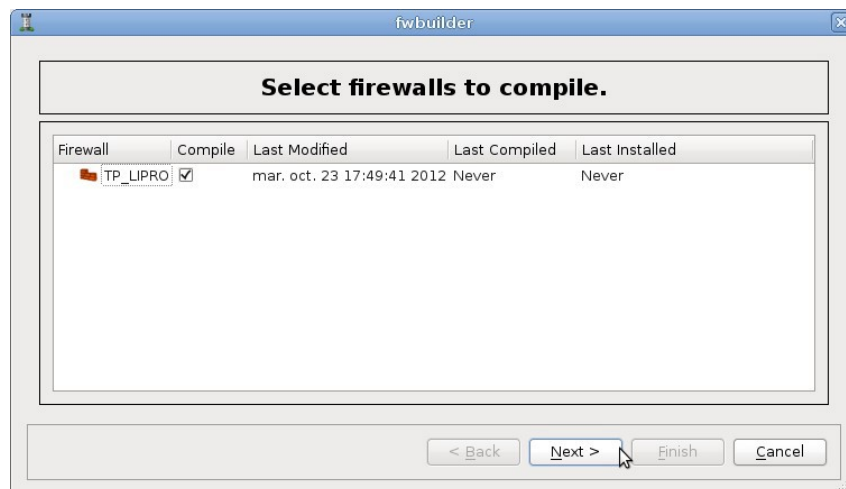 fwbuilder
Select firewalls to compile.
Firewall Compile Last Modified Last Compiled Last Installed
TP_LIPRO mar. oct. 23 17:49:41 2012 Never Never
< Back Next > Finish Cancel